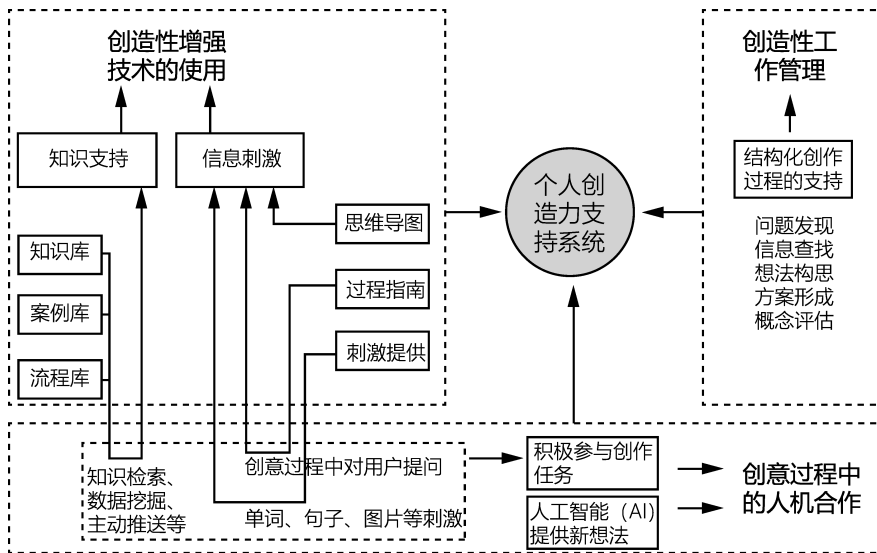 创造性增强
技术的使用
知识支持
信息刺激
思维导图
知识库
过程指南
案例库
刺激提供
流程库
个人创
造力支
持系统
创造性工
作管理
结构化创作
过程的支持
问题发现
信息查找
想法构思
方案形成
概念评估
知识检索、
数据挖掘、
主动推送等
创意过程中对用户提问
单词、句子、图片等刺激
积极参与创作
任务
人工智能（AI)
提供新想法
创意过程中
的人机合作